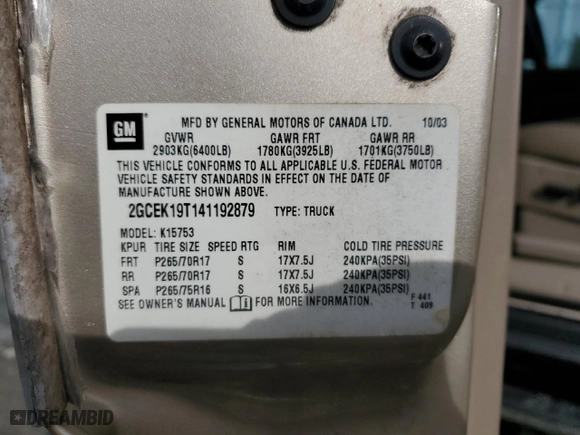 GM
MFD BY GENERAL MOTORS OF CANADA LTD. 10/03
GVWR GAWR FRT GAWR RR
2903KG(6400LB) 1780KG(3925LB) 1701KG(3750LB)
THIS VEHICLE CONFORMS TO ALL APPLICABLE U.S. FEDERAL MOTOR
VEHICLE SAFETY STANDARDS IN EFFECT ON THE DATE OF
MANUFACTURE SHOWN ABOVE.
2GCEK19T141192879 TYPE: TRUCK
MODEL: K15753
KPUR TIRE SIZE SPEED RTG RIM COLD TIRE PRESSURE
FRT P265/70R17 S 17X7.5J 240KPA(35PSI)
RR P265/70R17 S 17X7.5J 240KPA(35PSI)
SPA P265/75R16 S 16X6.5J 240KPA(35PSI)
SEE OWNER'S MANUAL FOR MORE INFORMATION. F 441
T 409
DREAMBID